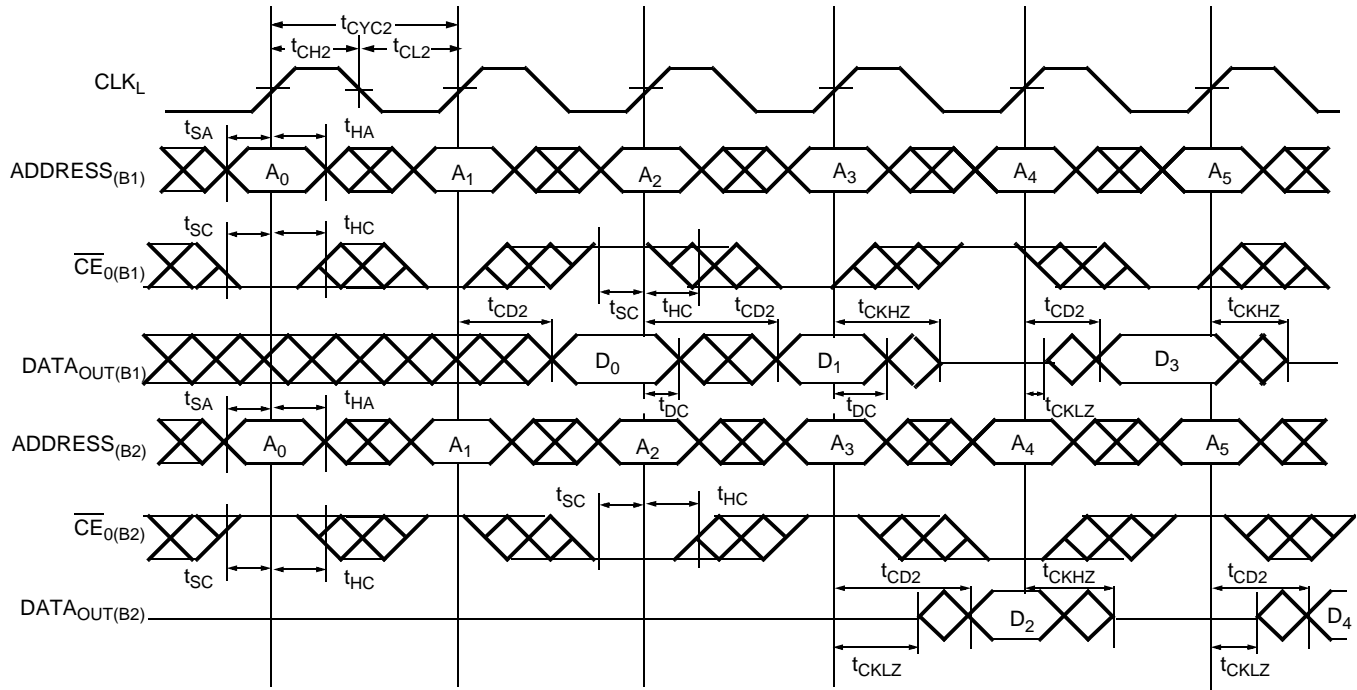 tCYC2
tCH2 tCL2
CLKL
tSA tHA
ADDRESS(B1) A0 A1 A2 A3 A4 A5
tSC tHC
CE0(B1)
tSC tHC
tCD2 tCD2 tCKHZ tCD2 tCKHZ
DATAOUT(B1) D0 D1 D3
tSA tHA tDC tDC tCKLZ
ADDRESS(B2) A0 A1 A2 A3 A4 A5
tSC tHC
CE0(B2)
tSC tHC
tCD2 tCKHZ tCD2
DATAOUT(B2) D2 D4
tCKLZ tCKLZ